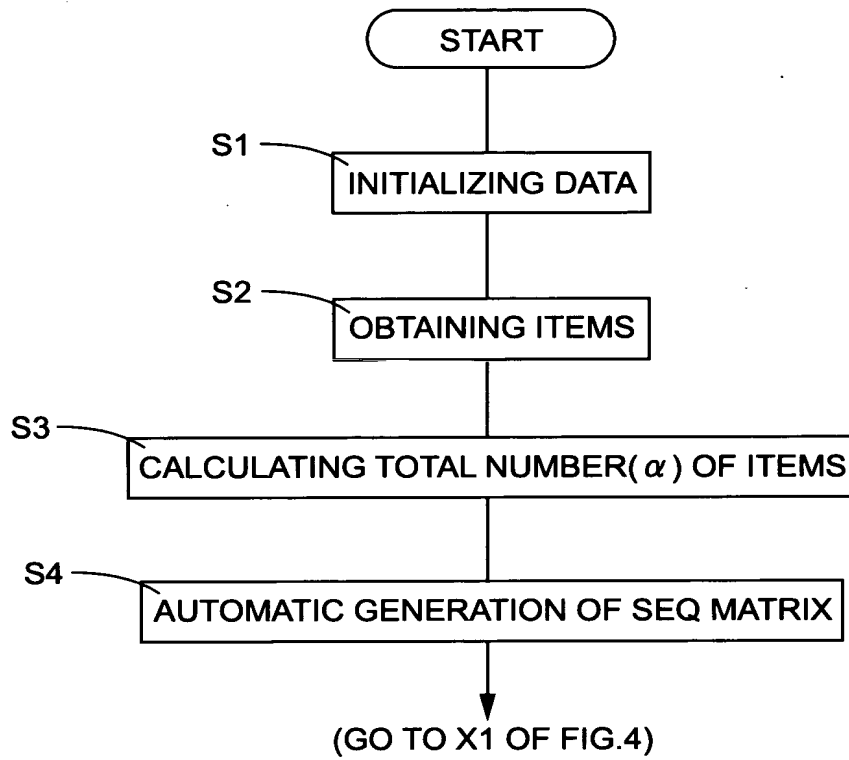 START
S1
INITIALIZING DATA
S2
OBTAINING ITEMS
S3
CALCULATING TOTAL NUMBER(α) OF ITEMS
S4
AUTOMATIC GENERATION OF SEQ MATRIX
(GO TO X1 OF FIG.4)